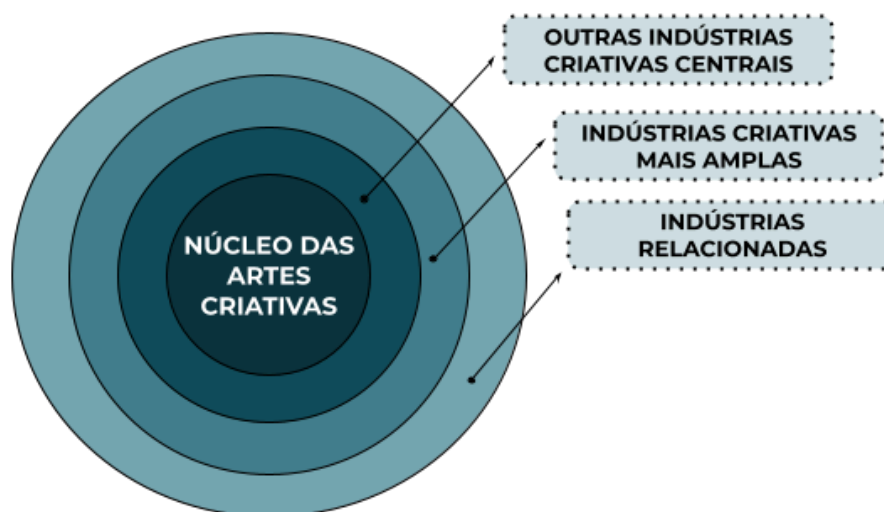 OUTRAS INDÚSTRIAS
CRIATIVAS CENTRAIS
INDÚSTRIAS CRIATIVAS
MAIS AMPLAS
INDÚSTRIAS
RELACIONADAS
NÚCLEO DAS
ARTES
CRIATIVAS